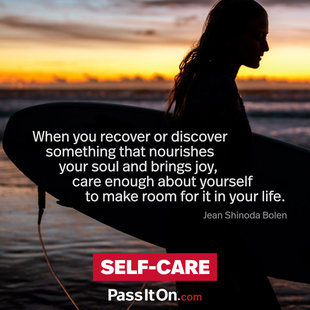 When you recover or discover
something that nourishes
your soul and brings joy,
care enough about yourself
to make room for it in your life.
Jean Shinoda Bolen
SELF-CARE
PassItOn.com